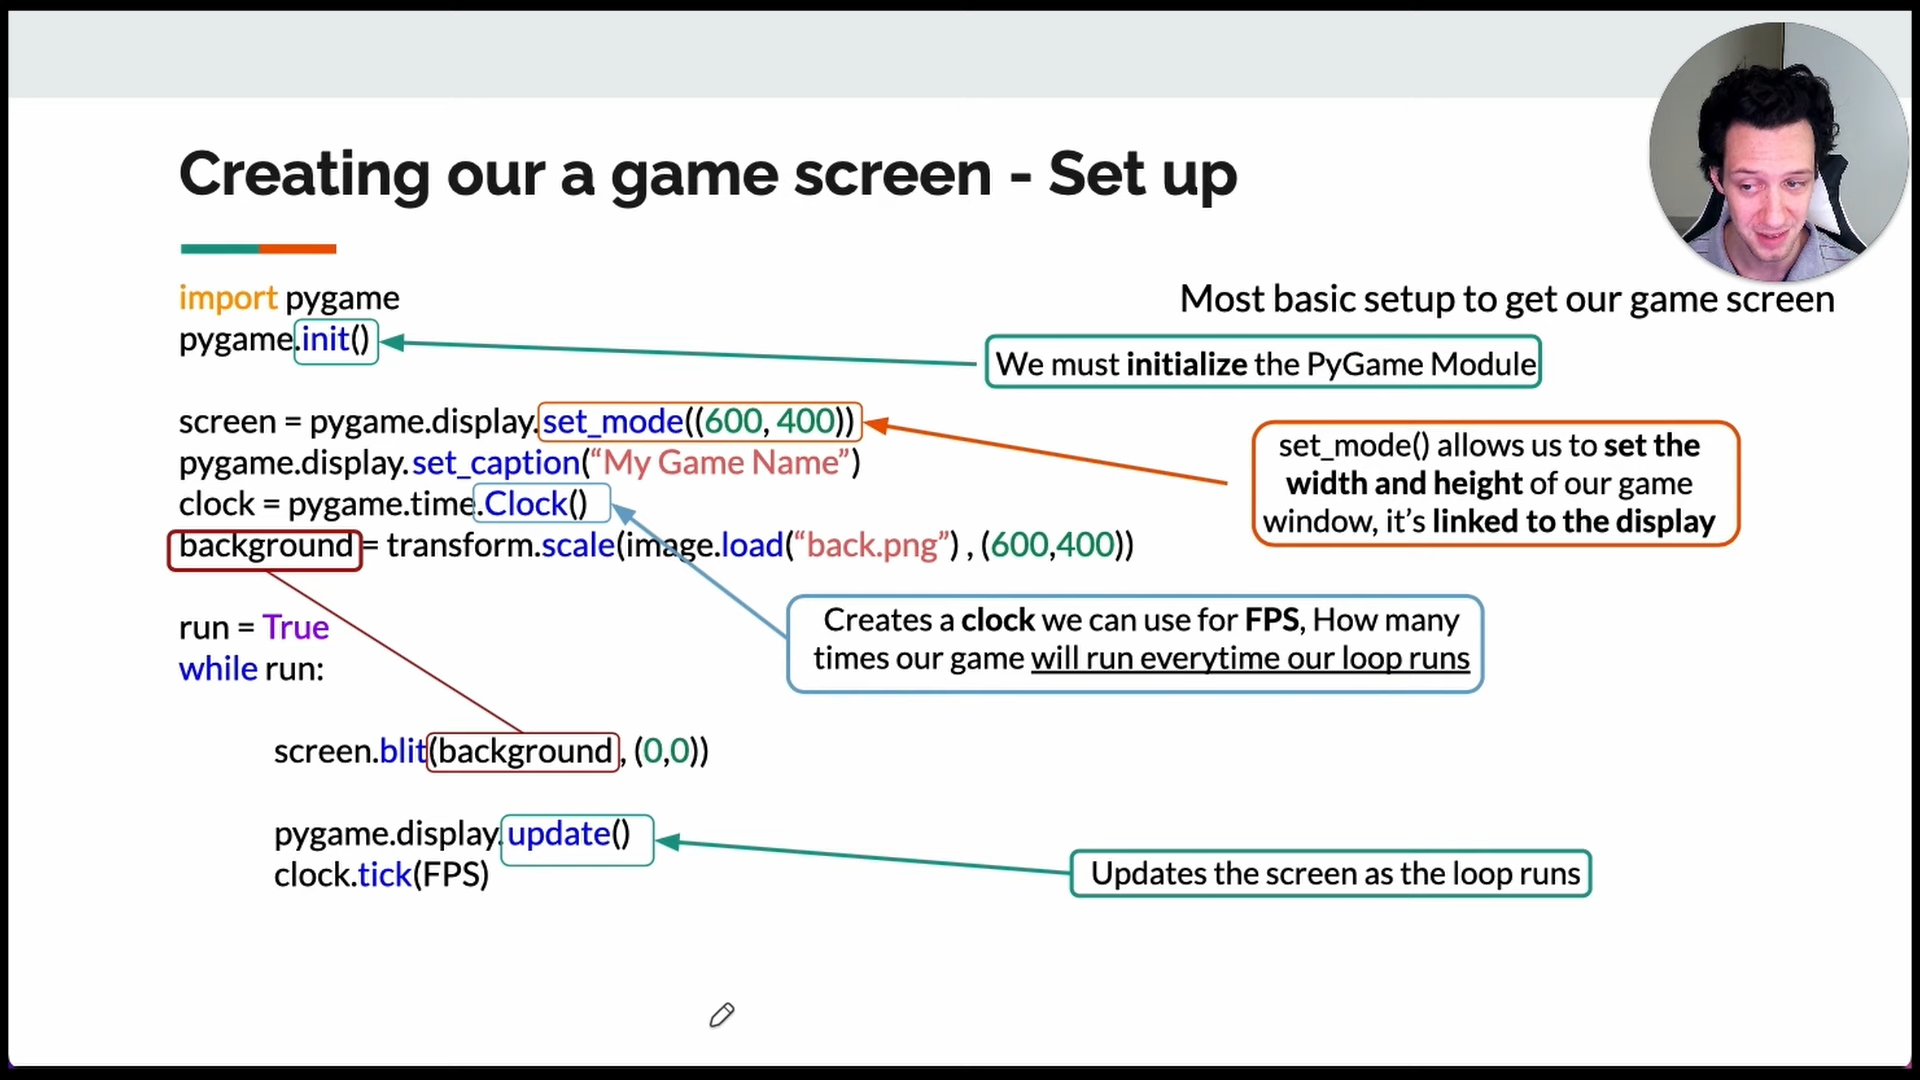 Creating our a game screen - Set up
import pygame
Most basic setup to get our game screen
pygame.init()
We must initialize the PyGame Module
screen = pygame.display.set_mode((600, 400))
pygame.display.set_caption(“My Game Name”)
clock = pygame.time.Clock()
background = transform.scale(image.load(“back.png”) , (600,400))
set_mode() allows us to set the
width and height of our game
window, it’s linked to the display
Creates a clock we can use for FPS, How many
times our game will run everytime our loop runs
run = True
while run:
screen.blit(background , (0,0))
pygame.display.update()
clock.tick(FPS)
Updates the screen as the loop runs